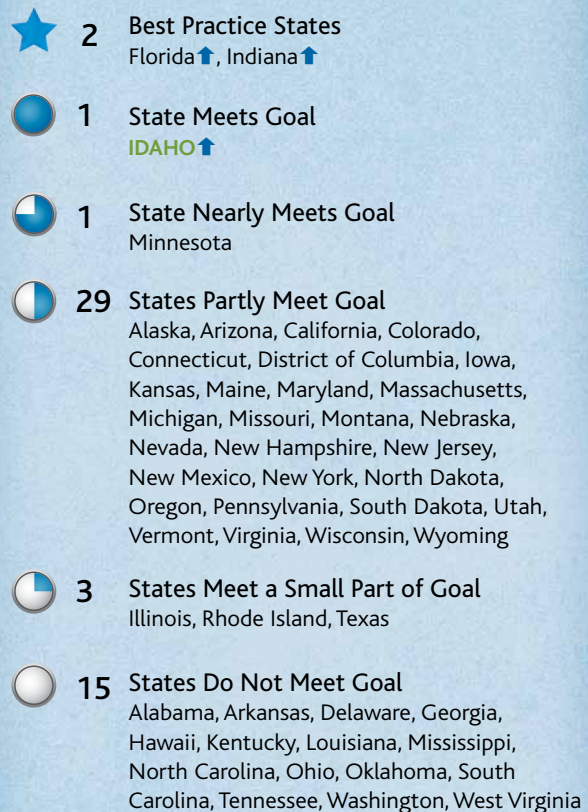 2 Best Practice States
Florida⬆, Indiana⬆
1 State Meets Goal
IDAHO⬆
1 State Nearly Meets Goal
Minnesota
29 States Partly Meet Goal
Alaska, Arizona, California, Colorado,
Connecticut, District of Columbia, Iowa,
Kansas, Maine, Maryland, Massachusetts,
Michigan, Missouri, Montana, Nebraska,
Nevada, New Hampshire, New Jersey,
New Mexico, New York, North Dakota,
Oregon, Pennsylvania, South Dakota, Utah,
Vermont, Virginia, Wisconsin, Wyoming
3 States Meet a Small Part of Goal
Illinois, Rhode Island, Texas
15 States Do Not Meet Goal
Alabama, Arkansas, Delaware, Georgia,
Hawaii, Kentucky, Louisiana, Mississippi,
North Carolina, Ohio, Oklahoma, South
Carolina, Tennessee, Washington, West Virginia